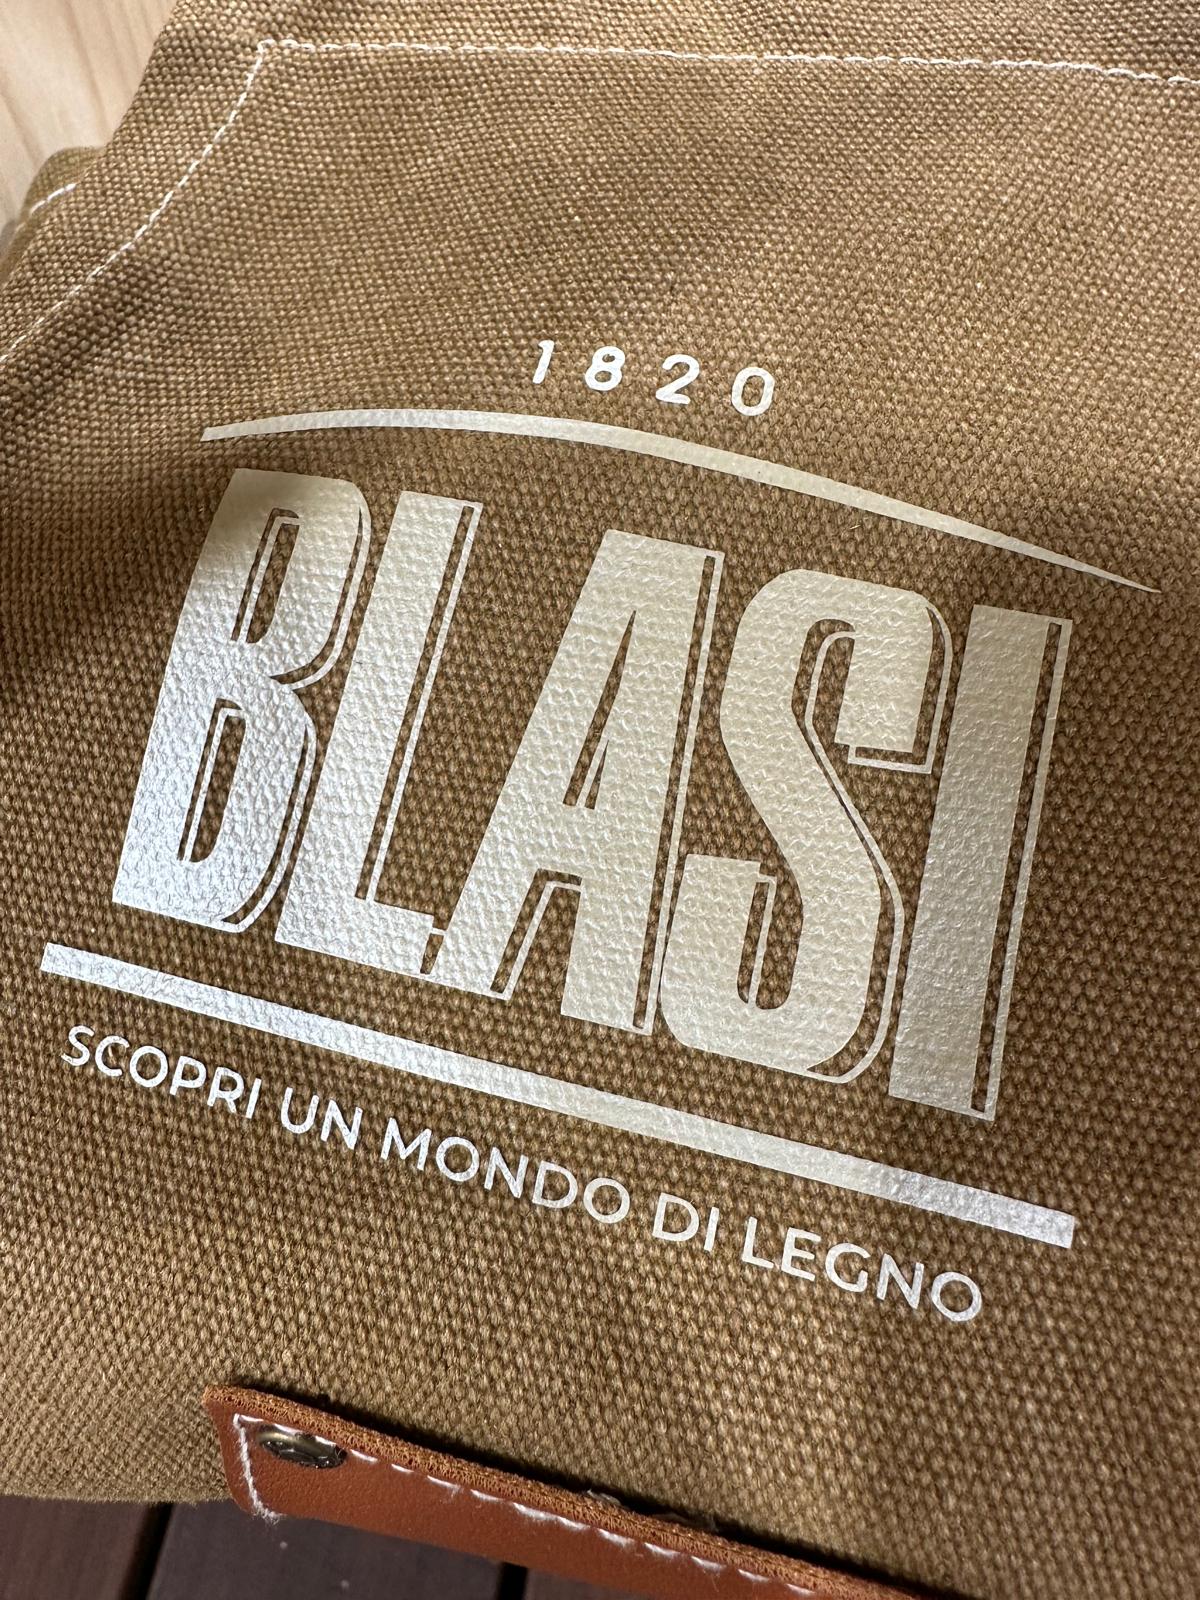 1820
BLASI
SCOPRI UN MONDO DI LEGNO